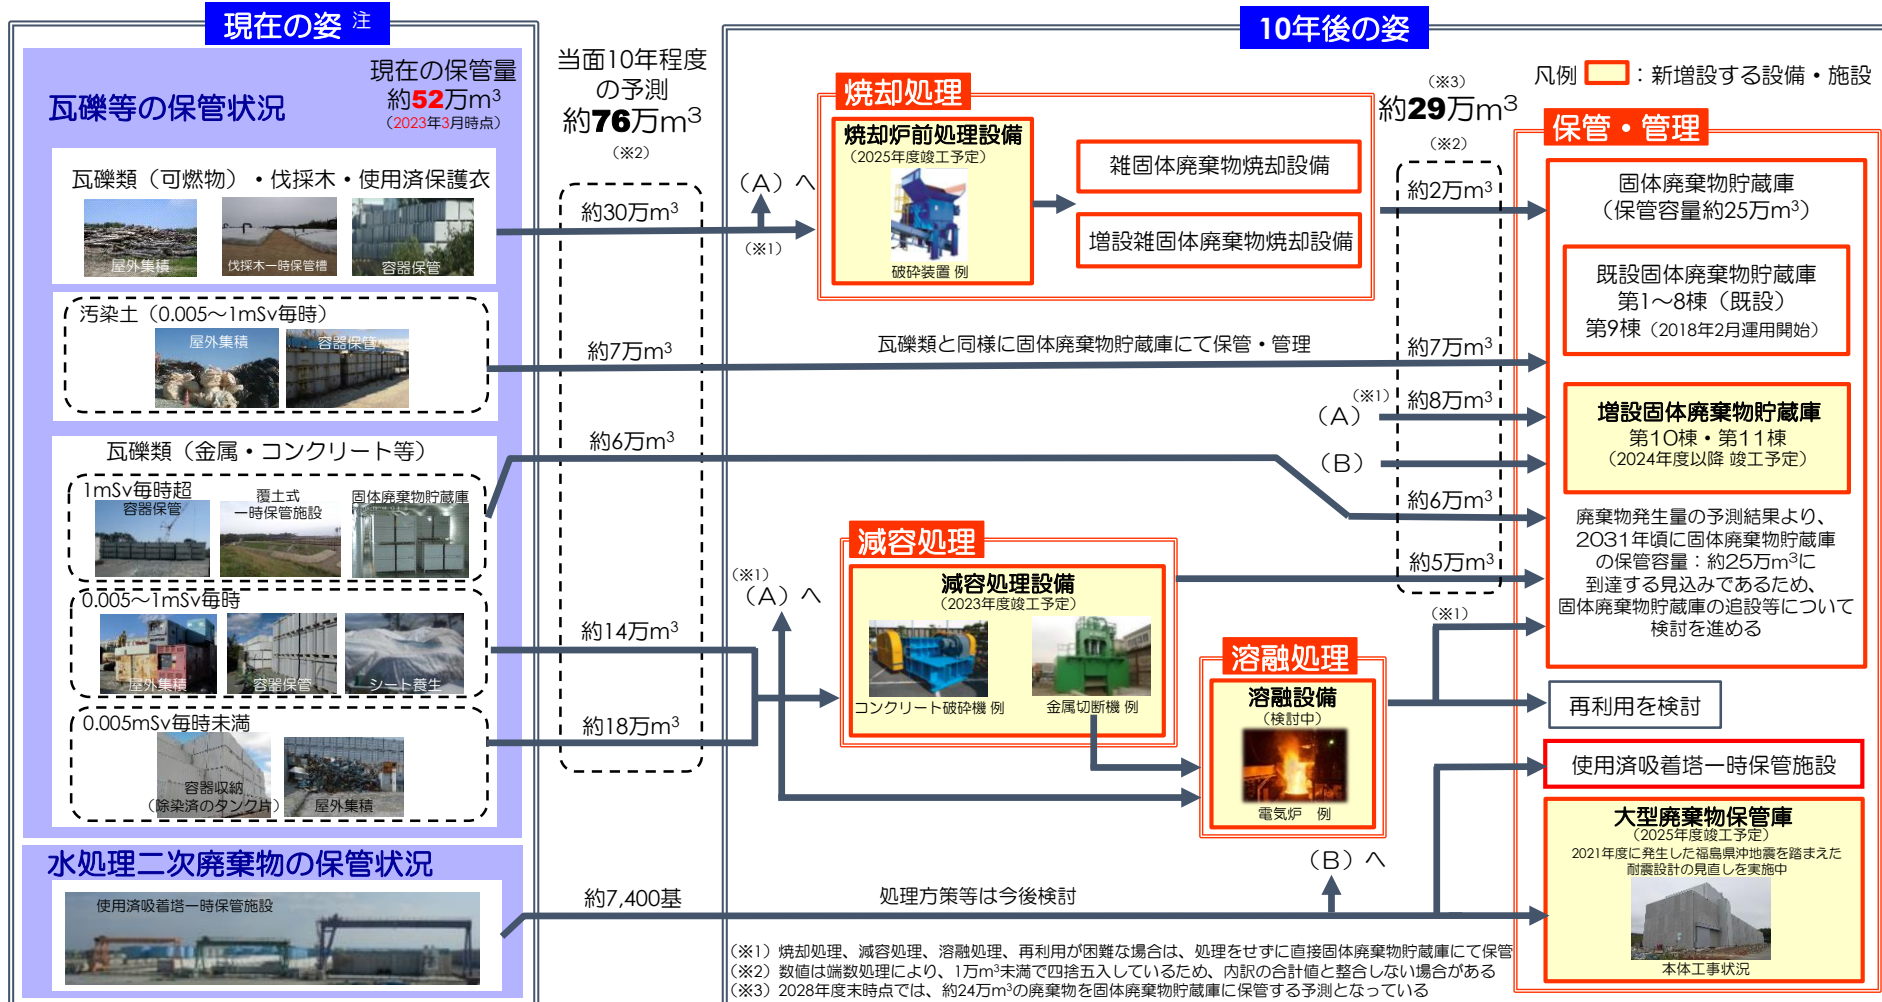 現在の姿 注
瓦礫等の保管状況
現在の保管量
約52万m³
（2023年3月時点）
瓦礫類（可燃物）・伐採木・使用済保護衣
屋外集積
伐採木一時保管槽
容器保管
汚染土（0.005～1mSv毎時）
屋外集積
容器保管
瓦礫類（金属・コンクリート等）
1mSv毎時超
容器保管
覆土式
一時保管施設
固体廃棄物貯蔵庫
0.005～1mSv毎時
屋外集積
容器保管
シート養生
0.005mSv毎時未満
容器収納
（除染済のタンク片）
屋外集積
水処理二次廃棄物の保管状況
使用済吸着塔一時保管施設
当面10年程度
の予測
約76万m³
（※2）
約30万m³
約7万m³
約6万m³
約14万m³
約18万m³
約7,400基
10年後の姿
凡例 ：新増設する設備・施設
（A）へ
（※1）
焼却処理
焼却炉前処理設備
（2025年度竣工予定）
破砕装置 例
雑固体廃棄物焼却設備
増設雑固体廃棄物焼却設備
瓦礫類と同様に固体廃棄物貯蔵庫にて保管・管理
（※1）
（A）へ
減容処理
減容処理設備
（2023年度竣工予定）
コンクリート破砕機 例
金属切断機 例
溶融処理
溶融設備
（検討中）
電気炉 例
（B）へ
処理方策等は今後検討
（※3）
約29万m³
（※2）
約2万m³
約7万m³
（※1）
（A）
約8万m³
（B）
約6万m³
約5万m³
（※1）
保管・管理
固体廃棄物貯蔵庫
（保管容量約25万m³）
既設固体廃棄物貯蔵庫
第1～8棟（既設）
第9棟（2018年2月運用開始）
増設固体廃棄物貯蔵庫
第10棟・第11棟
（2024年度以降 竣工予定）
廃棄物発生量の予測結果より、
2031年頃に固体廃棄物貯蔵庫
の保管容量：約25万m³に
到達する見込みであるため、
固体廃棄物貯蔵庫の追設等について
検討を進める
再利用を検討
使用済吸着塔一時保管施設
大型廃棄物保管庫
（2025年度竣工予定）
2021年度に発生した福島県沖地震を踏まえた
耐震設計の見直しを実施中
本体工事状況
（※1）焼却処理、減容処理、溶融処理、再利用が困難な場合は、処理をせずに直接固体廃棄物貯蔵庫にて保管
（※2）数値は端数処理により、1万m³未満で四捨五入しているため、内訳の合計値と整合しない場合がある
（※3）2028年度末時点では、約24万m³の廃棄物を固体廃棄物貯蔵庫に保管する予測となっている